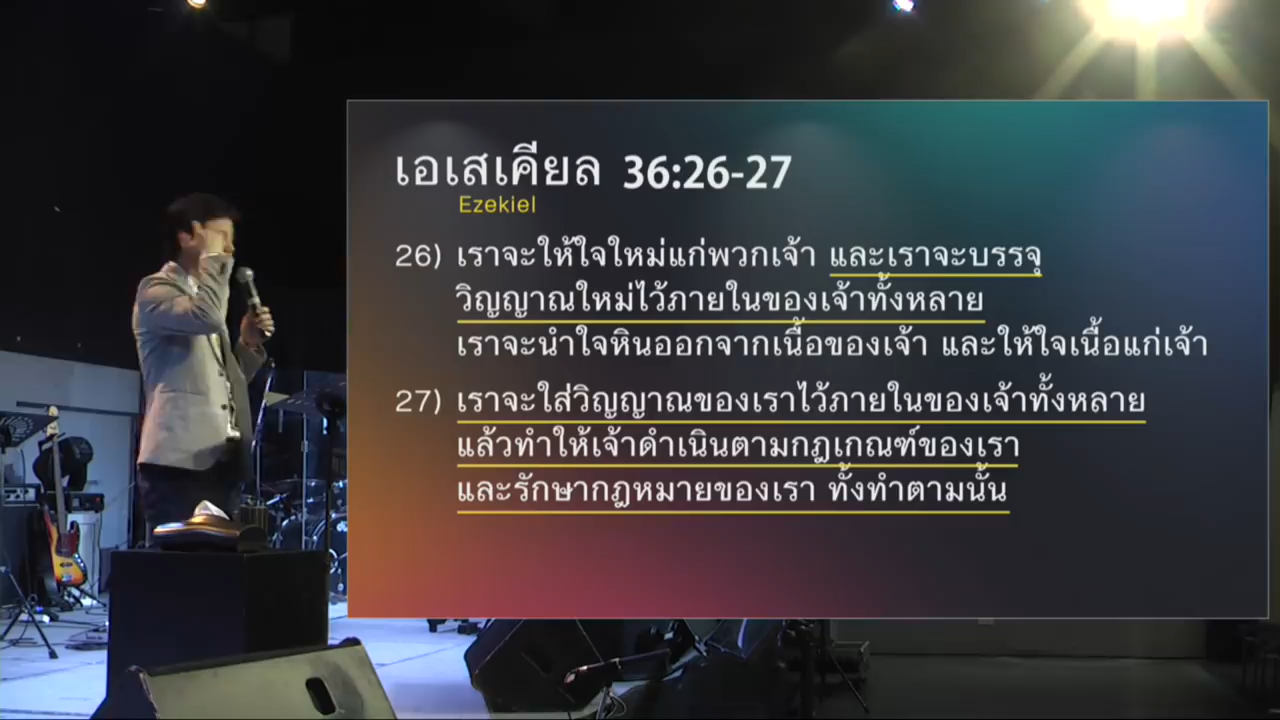 เอเสเคียล 36:26-27
Ezekiel
26) เราจะให้ใจใหม่แก่พวกเจ้า และเราจะบรรจุ
วิญญาณใหม่ไว้ภายในของเจ้าทั้งหลาย
เราจะนำใจหินออกจากเนื้อของเจ้า และให้ใจเนื้อแก่เจ้า
27) เราจะใส่วิญญาณของเราไว้ภายในของเจ้าทั้งหลาย
แล้วทำให้เจ้าดำเนินตามกฎเกณฑ์ของเรา
และรักษากฎหมายของเรา ทั้งทำตามนั้น